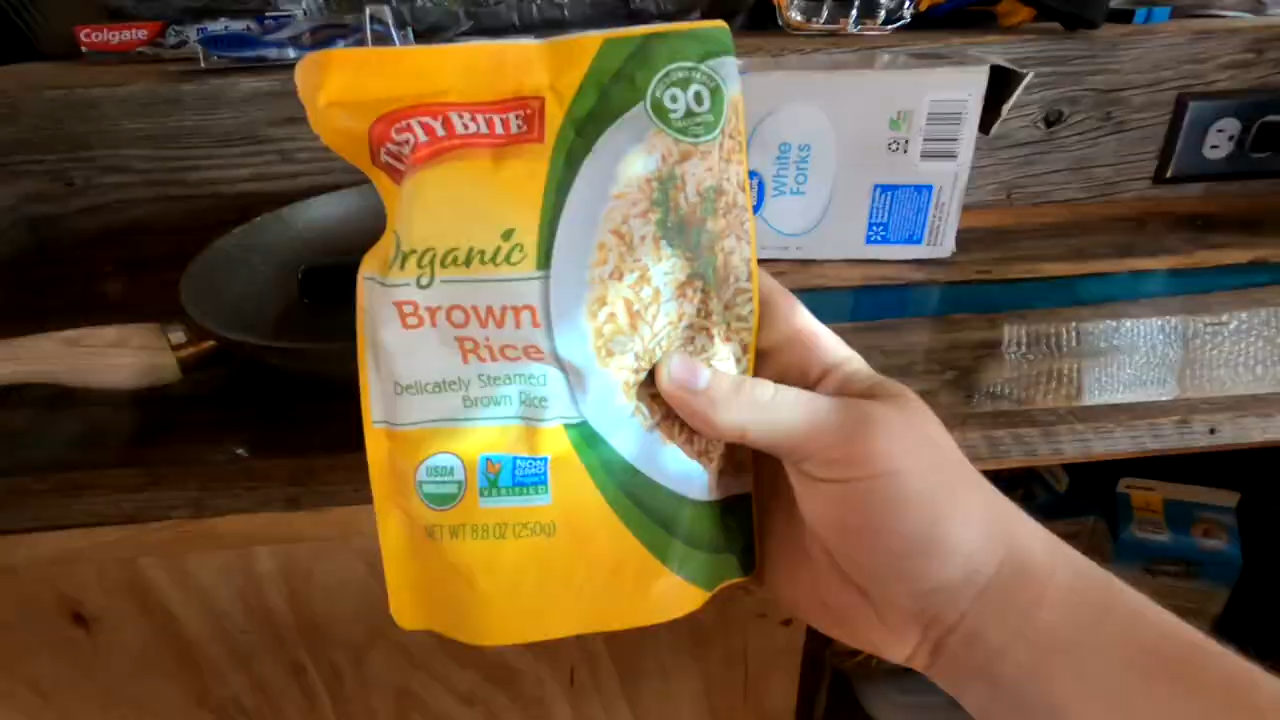 Colgate
TASTY BITE
90
SECONDS
Organic
Brown
Rice
Delicately Steamed
Brown Rice
USDA
NON
GMO
Project
VERIFIED
NET WT 8.8 OZ (250g)
White
Forks